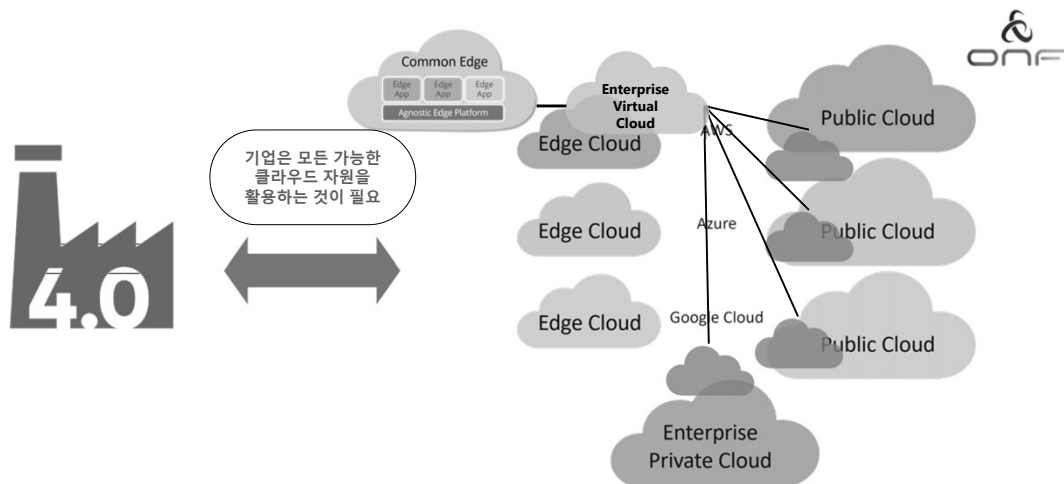 ONF
Common Edge
Edge
App
Edge
App
Edge
App
Agnostic Edge Platform
Enterprise
Virtual
Cloud
Public Cloud
AWS
Edge Cloud
기업은 모든 가능한
클라우드 자원을
활용하는 것이 필요
Edge Cloud
Azure
Public Cloud
4.0
Edge Cloud
Google Cloud
Public Cloud
Enterprise
Private Cloud